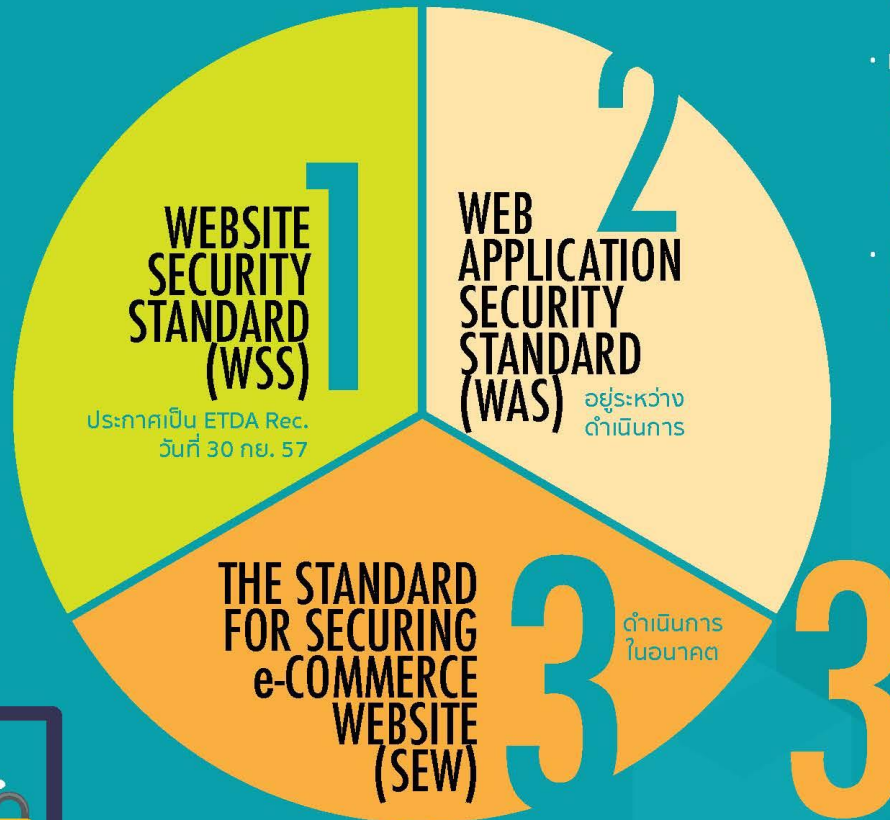 1
WEBSITE
SECURITY
STANDARD
(WSS)
ประกาศเป็น ETDA Rec.
วันที่ 30 กย. 57
2
WEB
APPLICATION
SECURITY
STANDARD
(WAS)
อยู่ระหว่าง
ดำเนินการ
THE STANDARD
FOR SECURING
e-COMMERCE
WEBSITE
(SEW)
3
ดำเนินการ
ในอนาคต
3